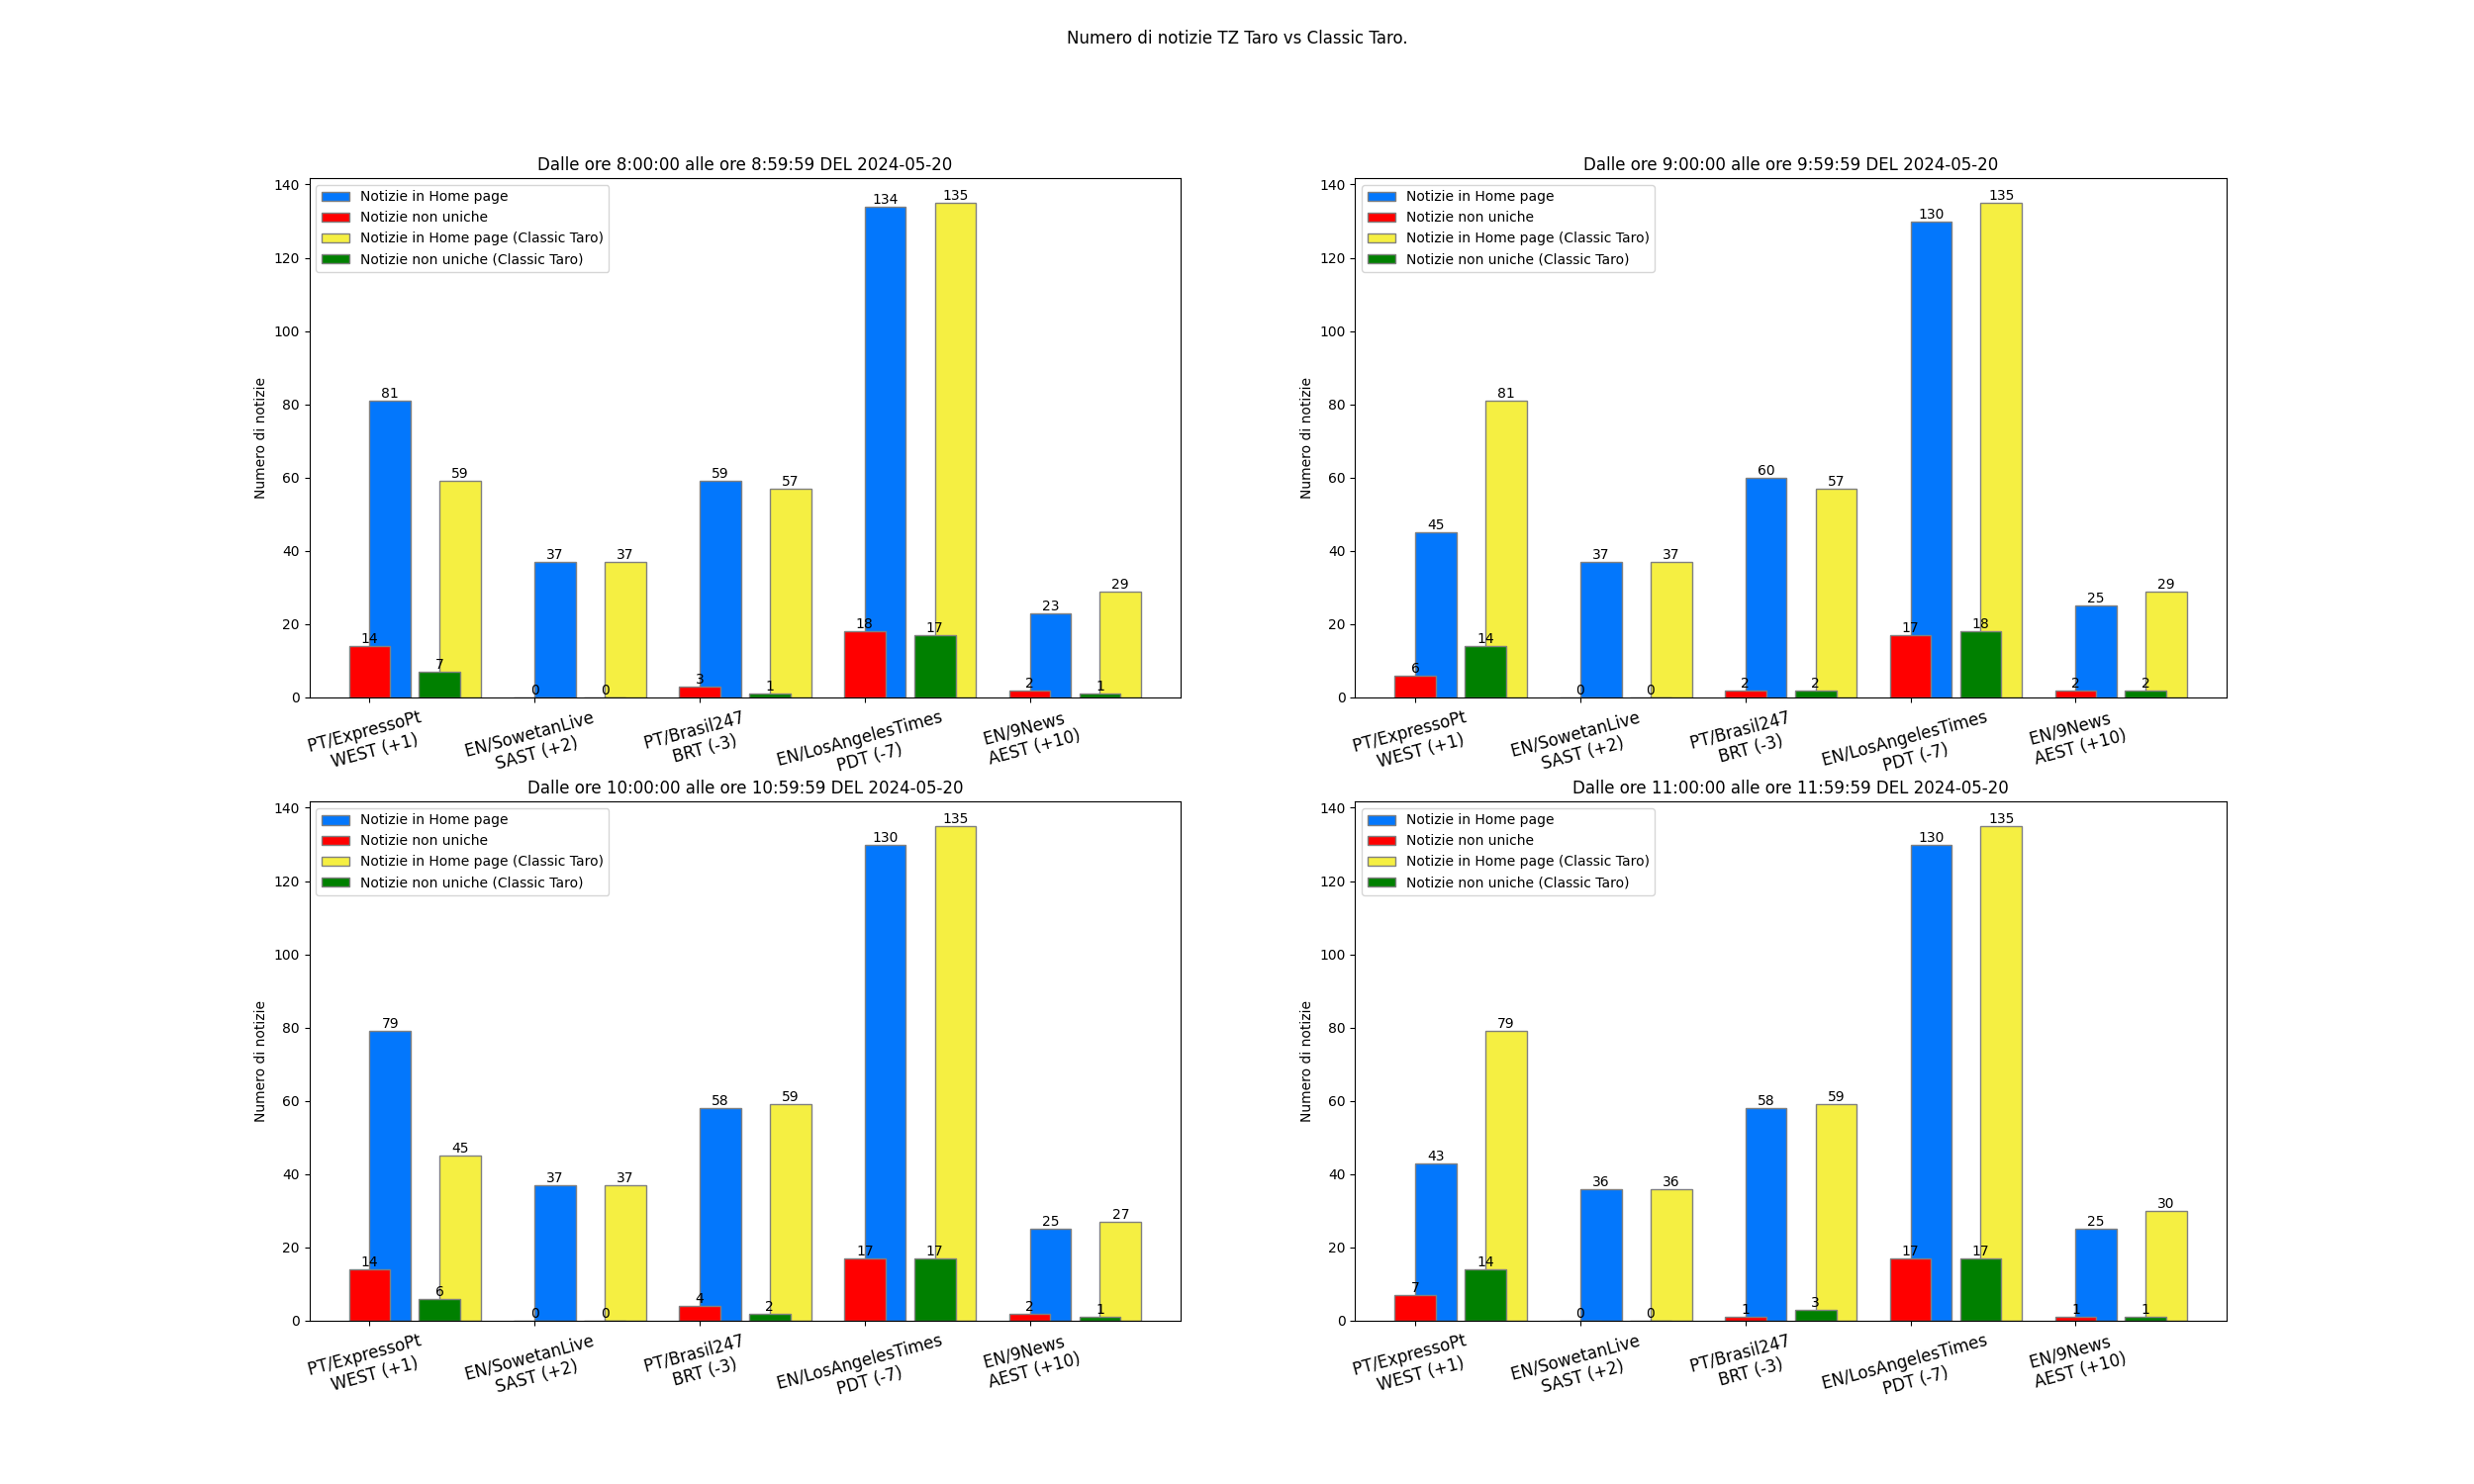 Numero di notizie TZ Taro vs Classic Taro.
Dalle ore 8:00:00 alle ore 8:59:59 DEL 2024-05-20
Numero di notizie
140
120
100
80
60
40
20
0
Notizie in Home page
Notizie non uniche
Notizie in Home page (Classic Taro)
Notizie non uniche (Classic Taro)
81
14
59
7
37
0
37
0
59
3
57
1
134
18
135
17
23
2
29
1
PT/ExpressoPt
WEST (+1)
EN/SowetanLive
SAST (+2)
PT/Brasil247
BRT (-3)
EN/LosAngelesTimes
PDT (-7)
EN/9News
AEST (+10)
Dalle ore 9:00:00 alle ore 9:59:59 DEL 2024-05-20
Numero di notizie
140
120
100
80
60
40
20
0
Notizie in Home page
Notizie non uniche
Notizie in Home page (Classic Taro)
Notizie non uniche (Classic Taro)
45
6
81
14
37
0
37
0
60
2
57
2
130
17
135
18
25
2
29
2
PT/ExpressoPt
WEST (+1)
EN/SowetanLive
SAST (+2)
PT/Brasil247
BRT (-3)
EN/LosAngelesTimes
PDT (-7)
EN/9News
AEST (+10)
Dalle ore 10:00:00 alle ore 10:59:59 DEL 2024-05-20
Numero di notizie
140
120
100
80
60
40
20
0
Notizie in Home page
Notizie non uniche
Notizie in Home page (Classic Taro)
Notizie non uniche (Classic Taro)
79
14
45
6
37
0
37
0
58
4
59
2
130
17
135
17
25
2
27
1
PT/ExpressoPt
WEST (+1)
EN/SowetanLive
SAST (+2)
PT/Brasil247
BRT (-3)
EN/LosAngelesTimes
PDT (-7)
EN/9News
AEST (+10)
Dalle ore 11:00:00 alle ore 11:59:59 DEL 2024-05-20
Numero di notizie
140
120
100
80
60
40
20
0
Notizie in Home page
Notizie non uniche
Notizie in Home page (Classic Taro)
Notizie non uniche (Classic Taro)
43
7
79
14
36
0
36
0
58
1
59
3
130
17
135
17
25
1
30
1
PT/ExpressoPt
WEST (+1)
EN/SowetanLive
SAST (+2)
PT/Brasil247
BRT (-3)
EN/LosAngelesTimes
PDT (-7)
EN/9News
AEST (+10)